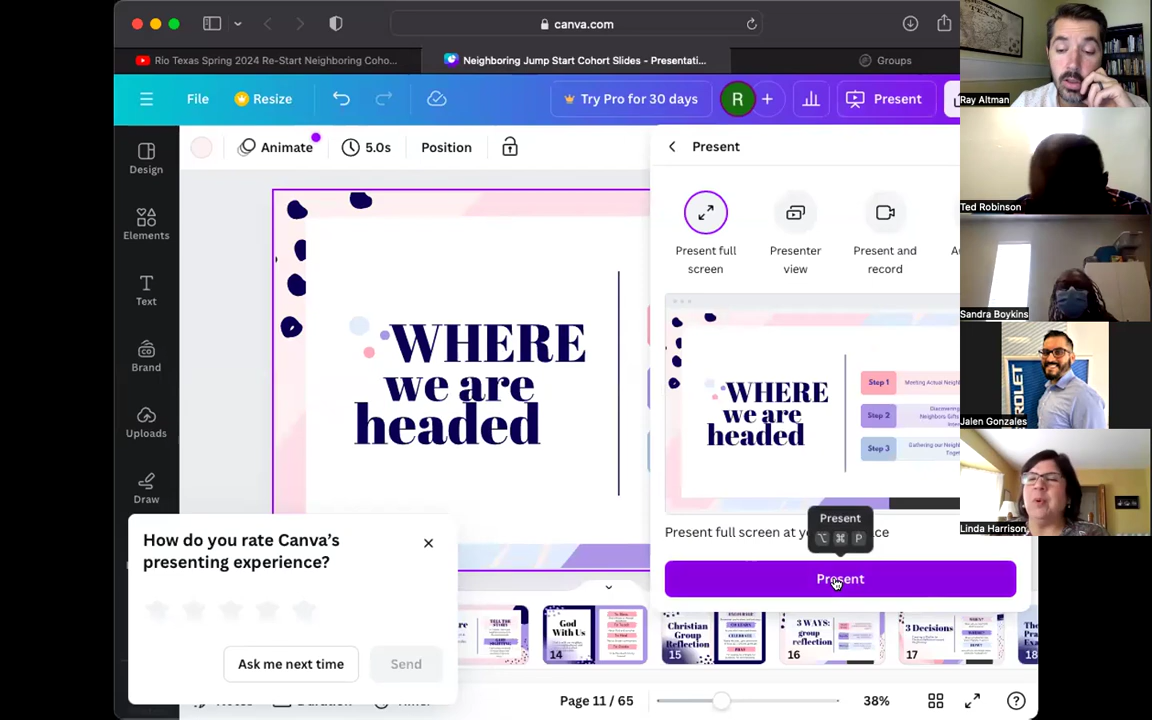 canva.com
Rio Texas Spring 2024 Re-Start Neighboring Coho...
Neighboring Jump Start Cohort Slides - Presentati...
Groups
File
Resize
Try Pro for 30 days
R
Present
Animate
5.0s
Position
Present
Design
Elements
Text
Brand
Uploads
Draw
Present full
screen
Presenter
view
Present and
record
WHERE
we are
headed
WHERE
we are
headed
Step 1
Step 2
Step 3
Present full screen at
Present
⌥ ⌘ P
Present
How do you rate Canva's
presenting experience?
Ask me next time
Send
God
With Us
14
Christian
Group
Reflection
15
3 WAYS:
group
reflection
16
3 Decisions
17
18
Page 11 / 65
38%
Ray Altman
Ted Robinson
Sandra Boykins
Jalen Gonzales
Linda Harrison